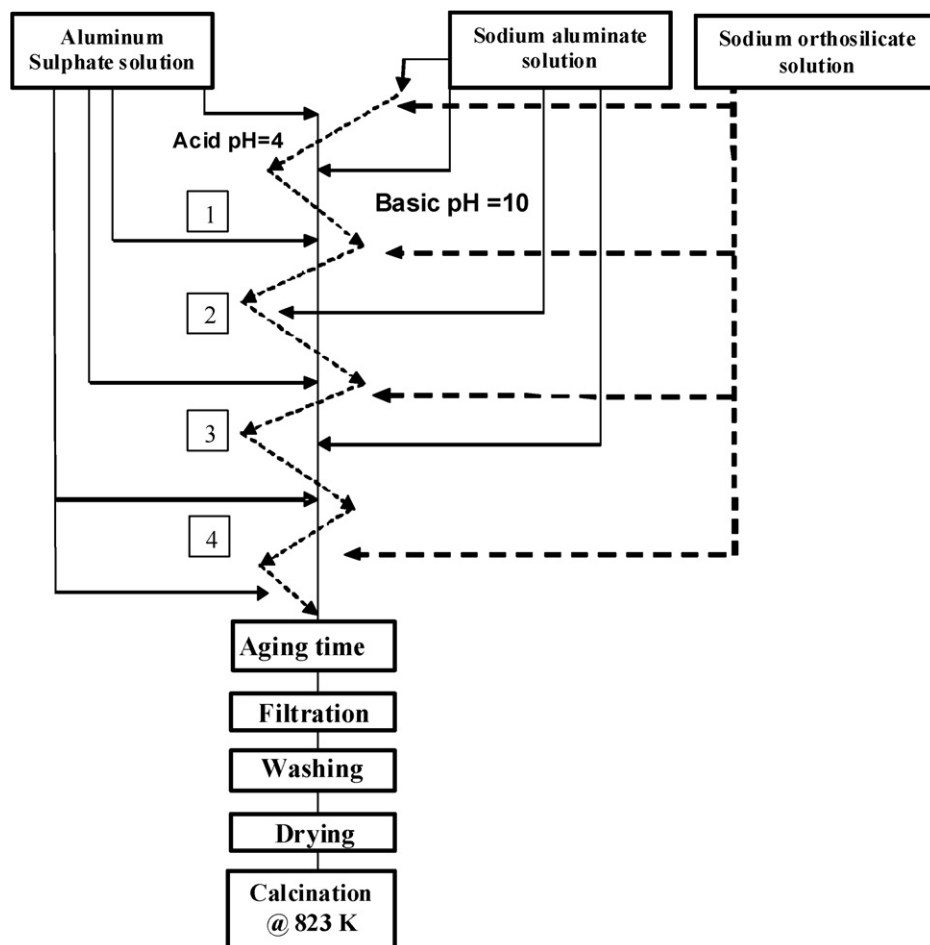 Aluminum
Sulphate solution
Sodium aluminate
solution
Sodium orthosilicate
solution
Acid pH=4
Basic pH =10
1
2
3
4
Aging time
Filtration
Washing
Drying
Calcination
@ 823 K